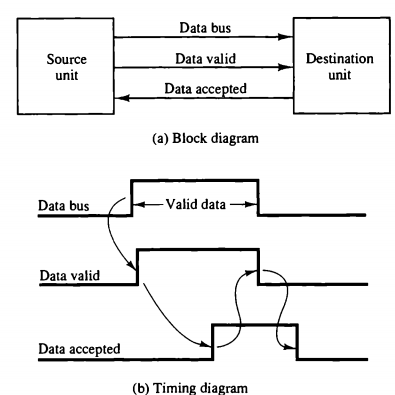 Data bus
Source
unit
Data valid
Destination
unit
Data accepted
(a) Block diagram
Data bus
Valid data
Data valid
Data accepted
(b) Timing diagram